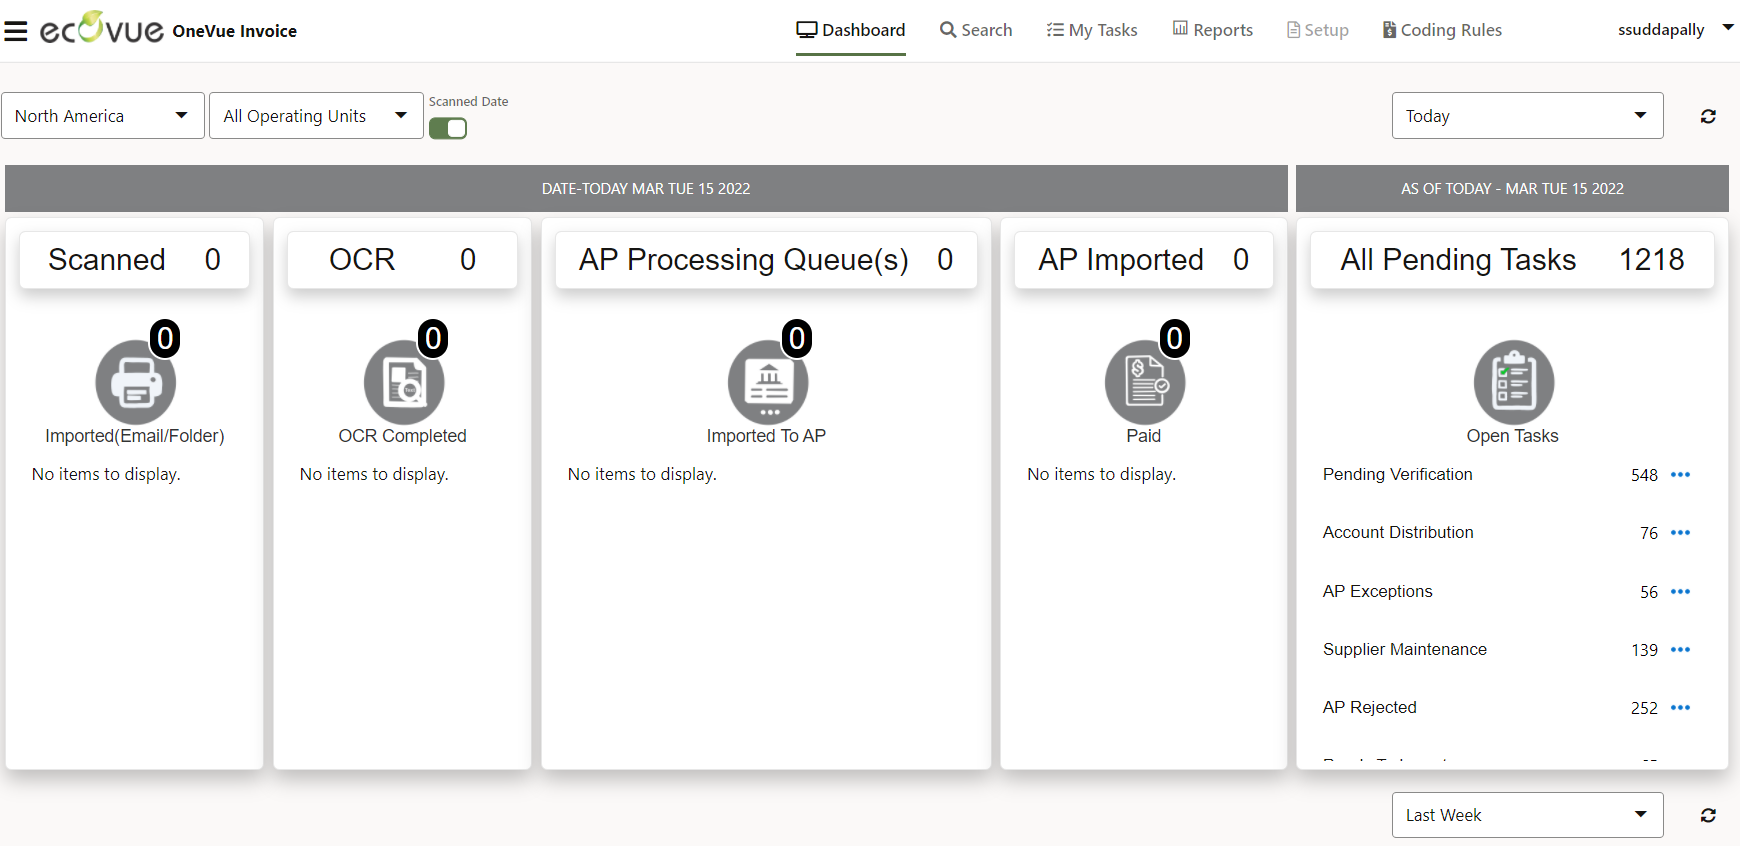 ecovue OneVue Invoice
Dashboard Search My Tasks Reports Setup Coding Rules ssuddapally
Scanned Date
North America All Operating Units Today
DATE-TODAY MAR TUE 15 2022 AS OF TODAY - MAR TUE 15 2022
Scanned 0 OCR 0 AP Processing Queue(s) 0 AP Imported 0 All Pending Tasks 1218
0 0 0 0
Imported(Email/Folder) OCR Completed Imported To AP Paid Open Tasks
No items to display. No items to display. No items to display. No items to display. Pending Verification 548
Account Distribution 76
AP Exceptions 56
Supplier Maintenance 139
AP Rejected 252
Last Week